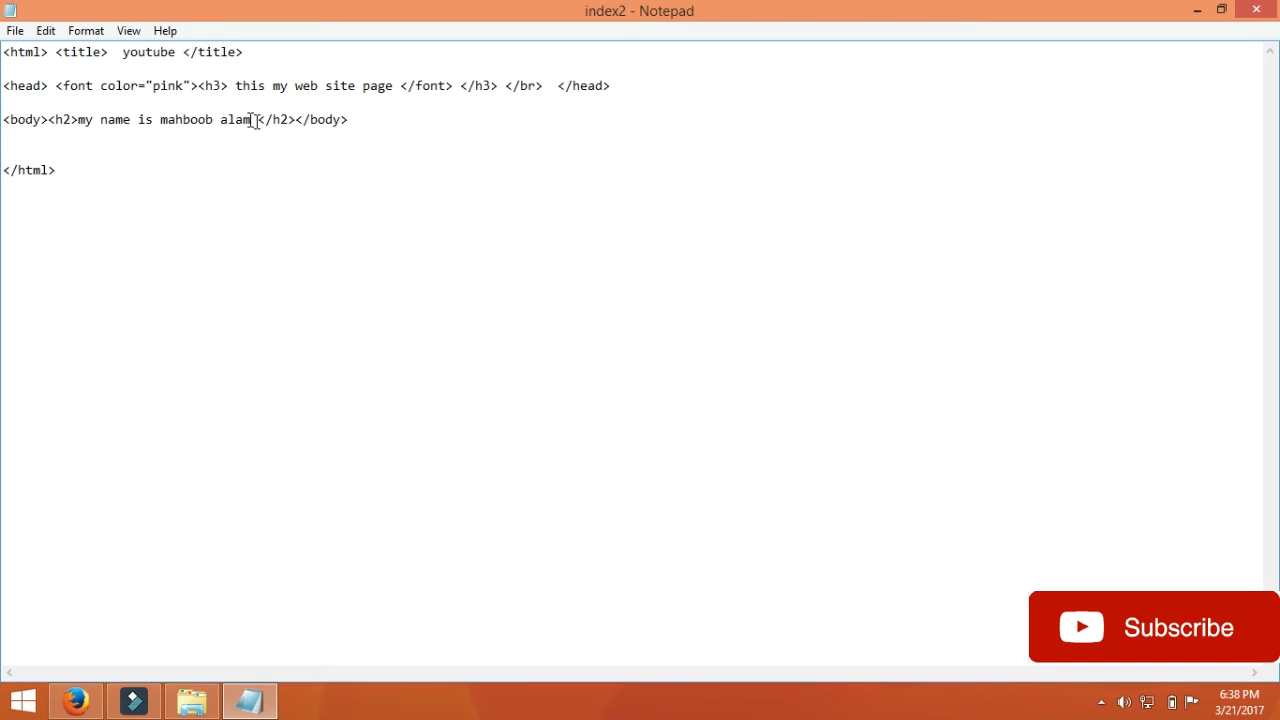 index2 - Notepad
File Edit Format View Help
<html> <title>  youtube </title>
<head> <font color="pink"><h3> this my web site page </font> </h3> </br>  </head>
<body><h2>my name is mahboob alam </h2></body>
</html>
Subscribe
6:38 PM
3/21/2017